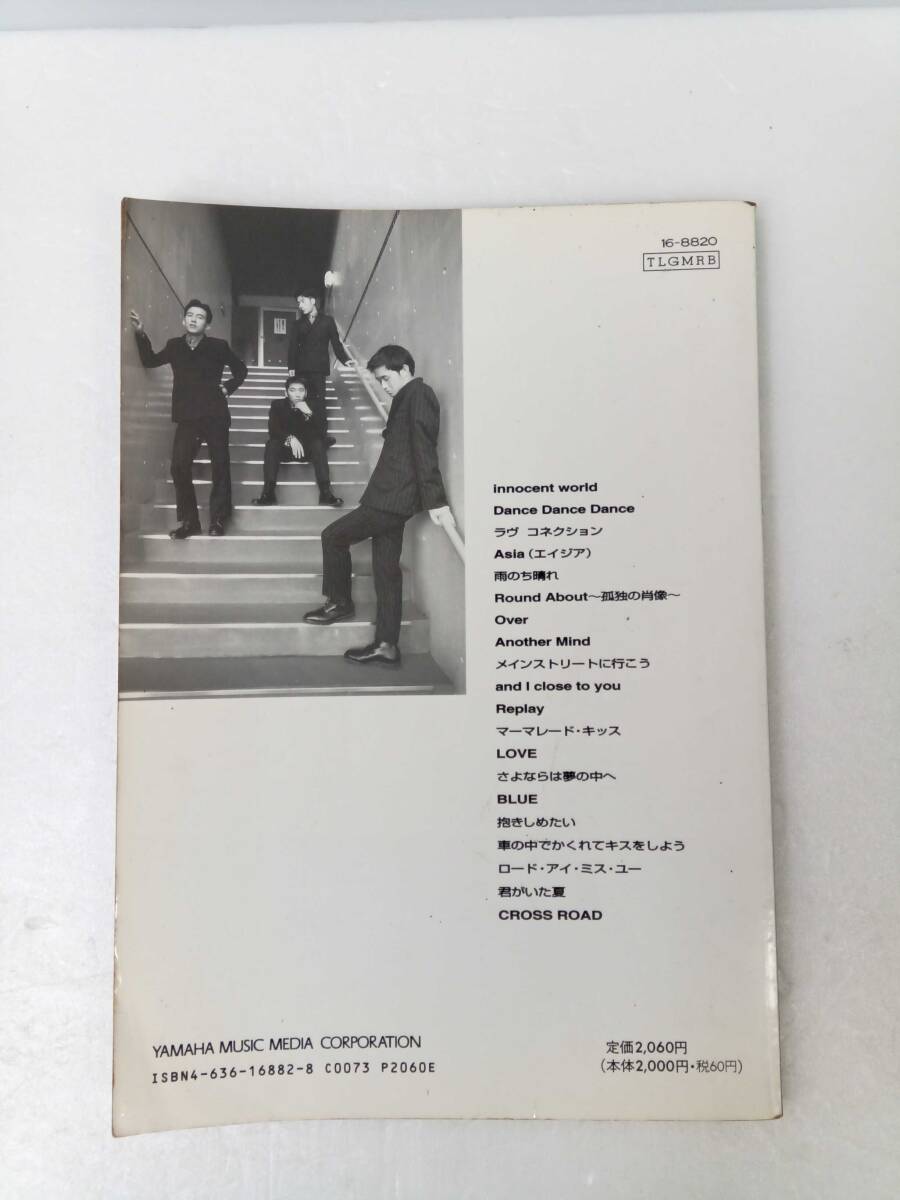 16-8820
TLGMRB
innocent world
Dance Dance Dance
ラヴ コネクション
Asia（エイジア）
雨のち晴れ
Round About～孤独の肖像～
Over
Another Mind
メインストリートに行こう
and I close to you
Replay
マーマレード・キッス
LOVE
さよならは夢の中へ
BLUE
抱きしめたい
車の中でかくれてキスをしよう
ロード・アイ・ミス・ユー
君がいた夏
CROSS ROAD
YAMAHA MUSIC MEDIA CORPORATION
ISBN4-636-16882-8 C0073 P2060E
定価2,060円
（本体2,000円・税60円）